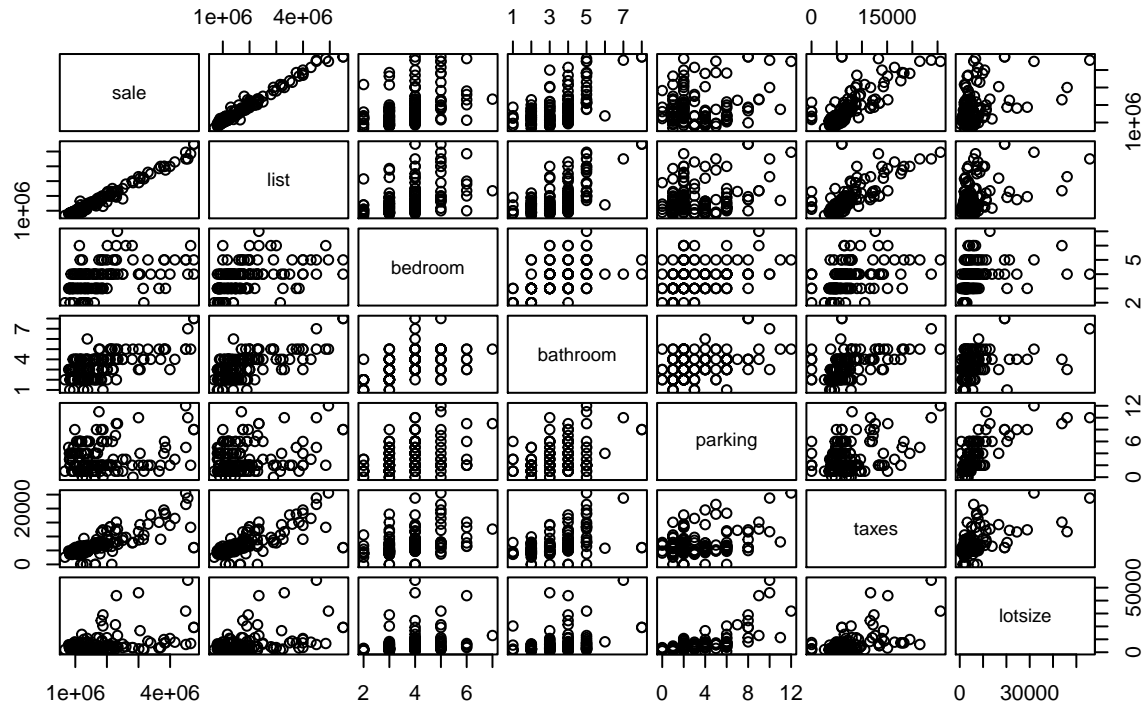 1e+06 4e+06 1 3 5 7 0 15000
sale 1e+06
1e+06 list
bedroom 2 5
1 4 7 bathroom
parking 0 6 12
0 20000 taxes
lotsize 0 50000
1e+06 4e+06 2 4 6 0 4 8 12 0 30000